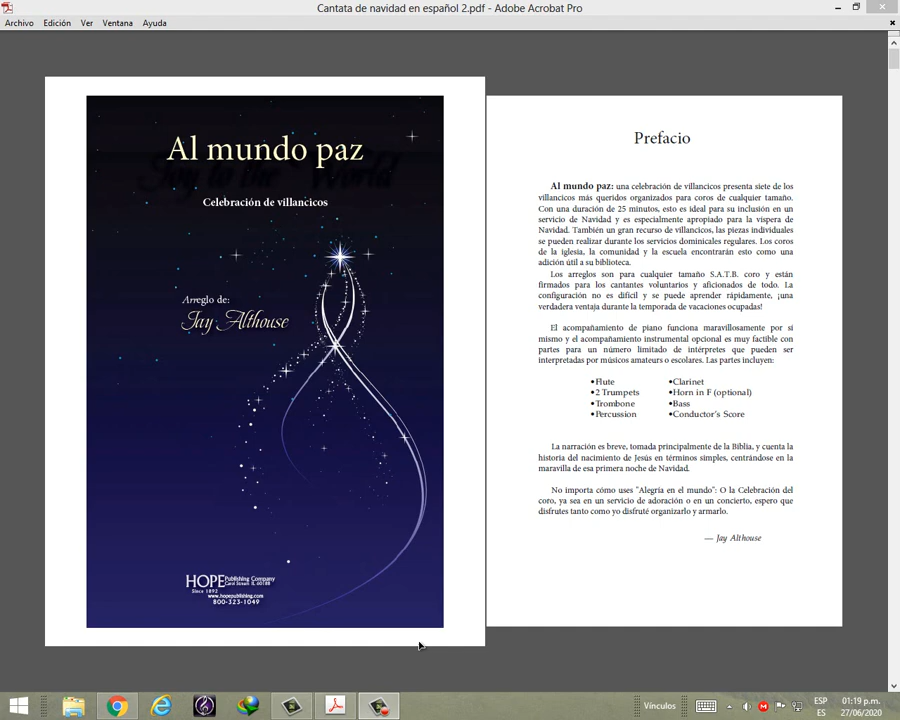 Cantata de navidad en español 2.pdf - Adobe Acrobat Pro
Archivo Edición Ver Ventana Ayuda
Al mundo paz
Joy to the World
Celebración de villancicos
Arreglo de:
Jay Althouse
HOPE Publishing Company
Carol Stream IL 60188
Since 1892
www.hopepublishing.com
800-323-1049
Prefacio
Al mundo paz: una celebración de villancicos presenta siete de los
villancicos más queridos organizados para coros de cualquier tamaño.
Con una duración de 25 minutos, esto es ideal para su inclusión en un
servicio de Navidad y es especialmente apropiado para la víspera de
Navidad. También un gran recurso de villancicos, las piezas individuales
se pueden realizar durante los servicios dominicales regulares. Los coros
de la iglesia, la comunidad y la escuela encontrarán esto como una
adición útil a su biblioteca.
Los arreglos son para cualquier tamaño S.A.T.B. coro y están
firmados para los cantantes voluntarios y aficionados de todo. La
configuración no es difícil y se puede aprender rápidamente, ¡una
verdadera ventaja durante la temporada de vacaciones ocupadas!
El acompañamiento de piano funciona maravillosamente por sí
mismo y el acompañamiento instrumental opcional es muy factible con
partes para un número limitado de intérpretes que pueden ser
interpretadas por músicos amateurs o escolares. Las partes incluyen:
•Flute •Clarinet
•2 Trumpets •Horn in F (optional)
•Trombone •Bass
•Percussion •Conductor's Score
La narración es breve, tomada principalmente de la Biblia, y cuenta la
historia del nacimiento de Jesús en términos simples, centrándose en la
maravilla de esa primera noche de Navidad.
No importa cómo uses "Alegría en el mundo": O la Celebración del
coro, ya sea en un servicio de adoración o en un concierto, espero que
disfrutes tanto como yo disfruté organizarlo y armarlo.
— Jay Althouse
Vínculos
ESP
ES
01:19 p.m.
27/06/2020